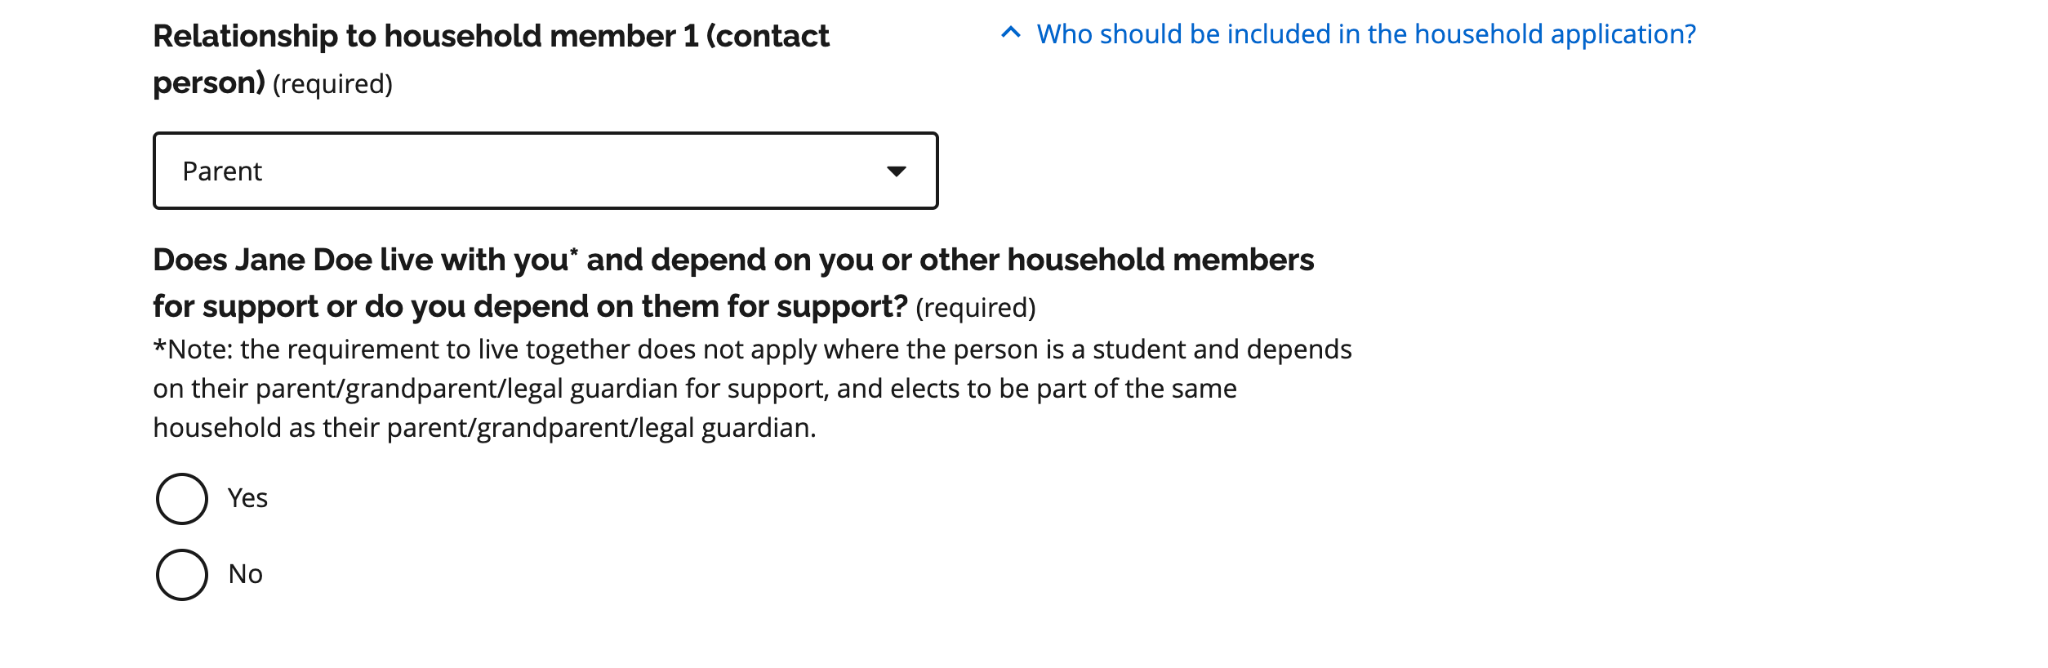 Relationship to household member 1 (contact
person) (required)
Who should be included in the household application?
Parent
Does Jane Doe live with you* and depend on you or other household members
for support or do you depend on them for support? (required)
*Note: the requirement to live together does not apply where the person is a student and depends
on their parent/grandparent/legal guardian for support, and elects to be part of the same
household as their parent/grandparent/legal guardian.
Yes
No